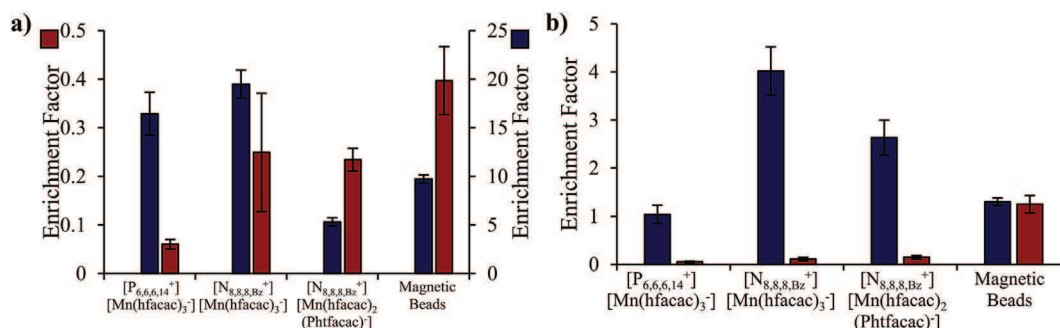 a)
Enrichment Factor
0.5
0.4
0.3
0.2
0.1
0
Enrichment Factor
25
20
15
10
5
0
[P6,6,6,14+]
[Mn(hfacac)3-]
[N8,8,8,Bz+]
[Mn(hfacac)3-]
[N8,8,8,Bz+]
[Mn(hfacac)2
(Phtfacac)-]
Magnetic
Beads
b)
Enrichment Factor
5
4
3
2
1
0
[P6,6,6,14+]
[Mn(hfacac)3-]
[N8,8,8,Bz+]
[Mn(hfacac)3-]
[N8,8,8,Bz+]
[Mn(hfacac)2
(Phtfacac)-]
Magnetic
Beads